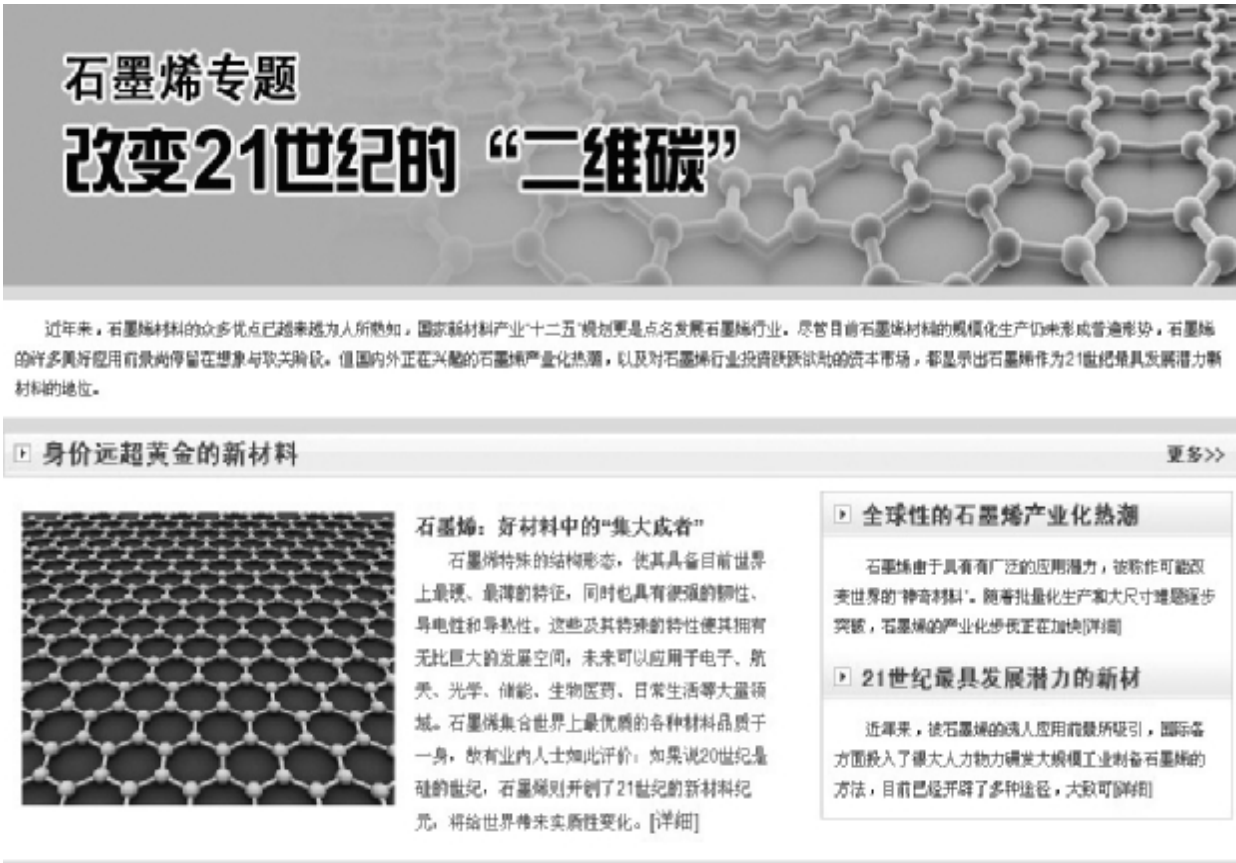 石墨烯专题
改变21世纪的“二维碳”
近年来，石墨烯材料的众多优点已越来越为人所熟知，国家新材料产业“十二五”规划更是点名发展石墨烯行业。尽管目前石墨烯材料的规模化生产仍未形成普遍形势，石墨烯
的许多美好应用前景尚停留在想象与攻关阶段。但国内外正在兴起的石墨烯产业化热潮，以及对石墨烯行业投资跃跃欲动的资本市场，都显示出石墨烯作为21世纪最具发展潜力新
材料的地位。
身价远超黄金的新材料
更多>>
石墨烯：好材料中的“集大成者”
石墨烯特殊的结构形态，使其具备目前世界
上最硬、最薄的特征，同时也具有很强的韧性、
导电性和导热性。这些及其特殊的特性使其拥有
无比巨大的发展空间，未来可以应用于电子、航
天、光学、储能、生物医药、日常生活等大量领
域。石墨烯集合世界上最优质的各种材料品质于
一身，故有业内人士如此评价：如果说20世纪是
硅的世纪，石墨烯则开创了21世纪的新材料纪
元，将给世界带来实质性变化。[详细]
全球性的石墨烯产业化热潮
石墨烯由于具有有广泛的应用潜力，被称作可能改
变世界的“神奇材料”。随着批量化生产和大尺寸难题逐步
突破，石墨烯的产业化步伐正在加快[详细]
21世纪最具发展潜力的新材
近年来，被石墨烯的诱人应用前景所吸引，国际各
方面投入了很大人力物力研发大规模工业制备石墨烯的
方法，目前已经开辟了多种途径，大致可[详细]